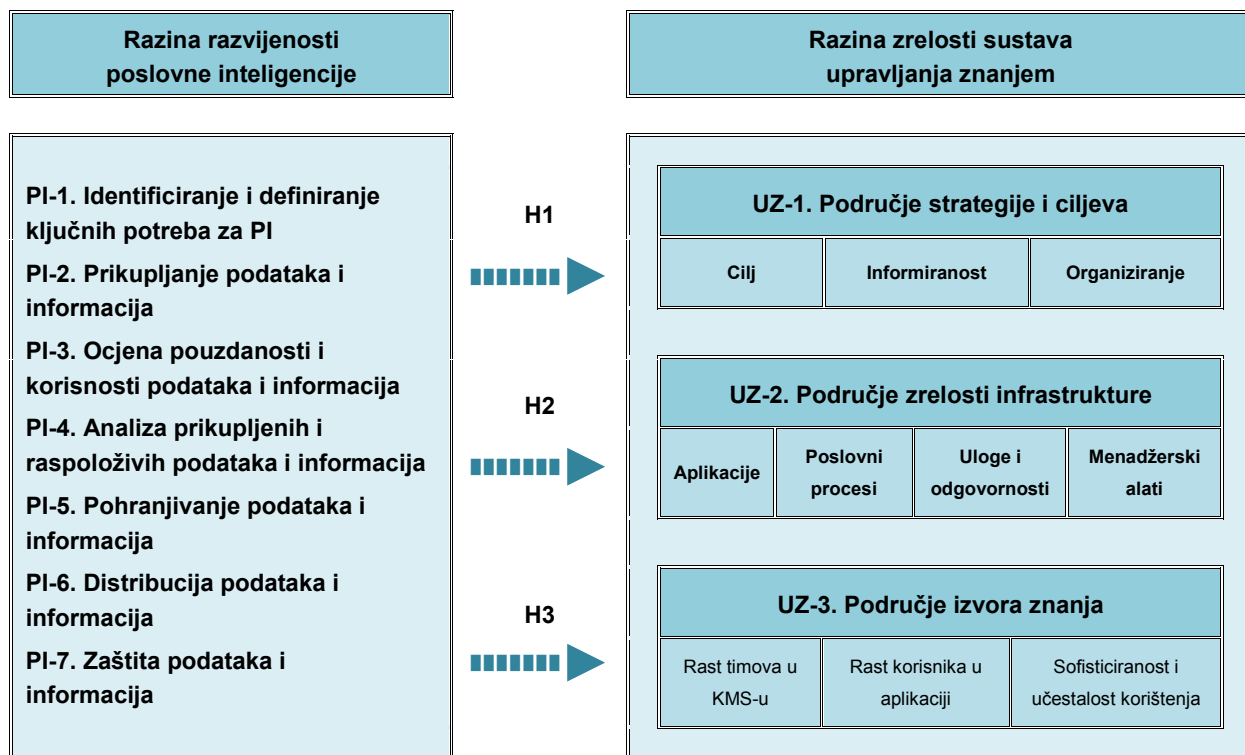 Razina razvijenosti
poslovne inteligencije
Razina zrelosti sustava
upravljanja znanjem
PI-1. Identificiranje i definiranje
ključnih potreba za PI
PI-2. Prikupljanje podataka i
informacija
PI-3. Ocjena pouzdanosti i
korisnosti podataka i informacija
PI-4. Analiza prikupljenih i
raspoloživih podataka i informacija
PI-5. Pohranjivanje podataka i
informacija
PI-6. Distribucija podataka i
informacija
PI-7. Zaštita podataka i
informacija
H1
H2
H3
UZ-1. Područje strategije i ciljeva
Cilj
Informiranost
Organiziranje
UZ-2. Područje zrelosti infrastrukture
Aplikacije
Poslovni
procesi
Uloge i
odgovornosti
Menadžerski
alati
UZ-3. Područje izvora znanja
Rast timova u
KMS-u
Rast korisnika u
aplikaciji
Sofisticiranost i
učestalost korištenja